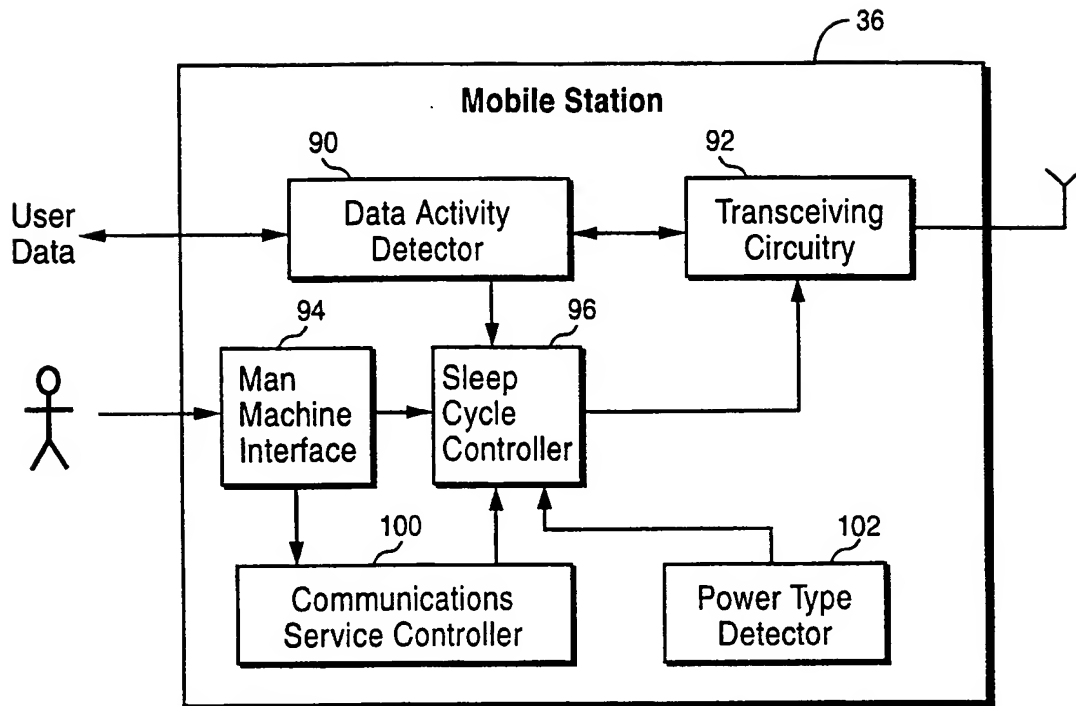 36
Mobile Station
90
92
User
Data
Data Activity
Detector
Transceiving
Circuitry
94
96
Man
Machine
Interface
Sleep
Cycle
Controller
100
102
Communications
Service Controller
Power Type
Detector